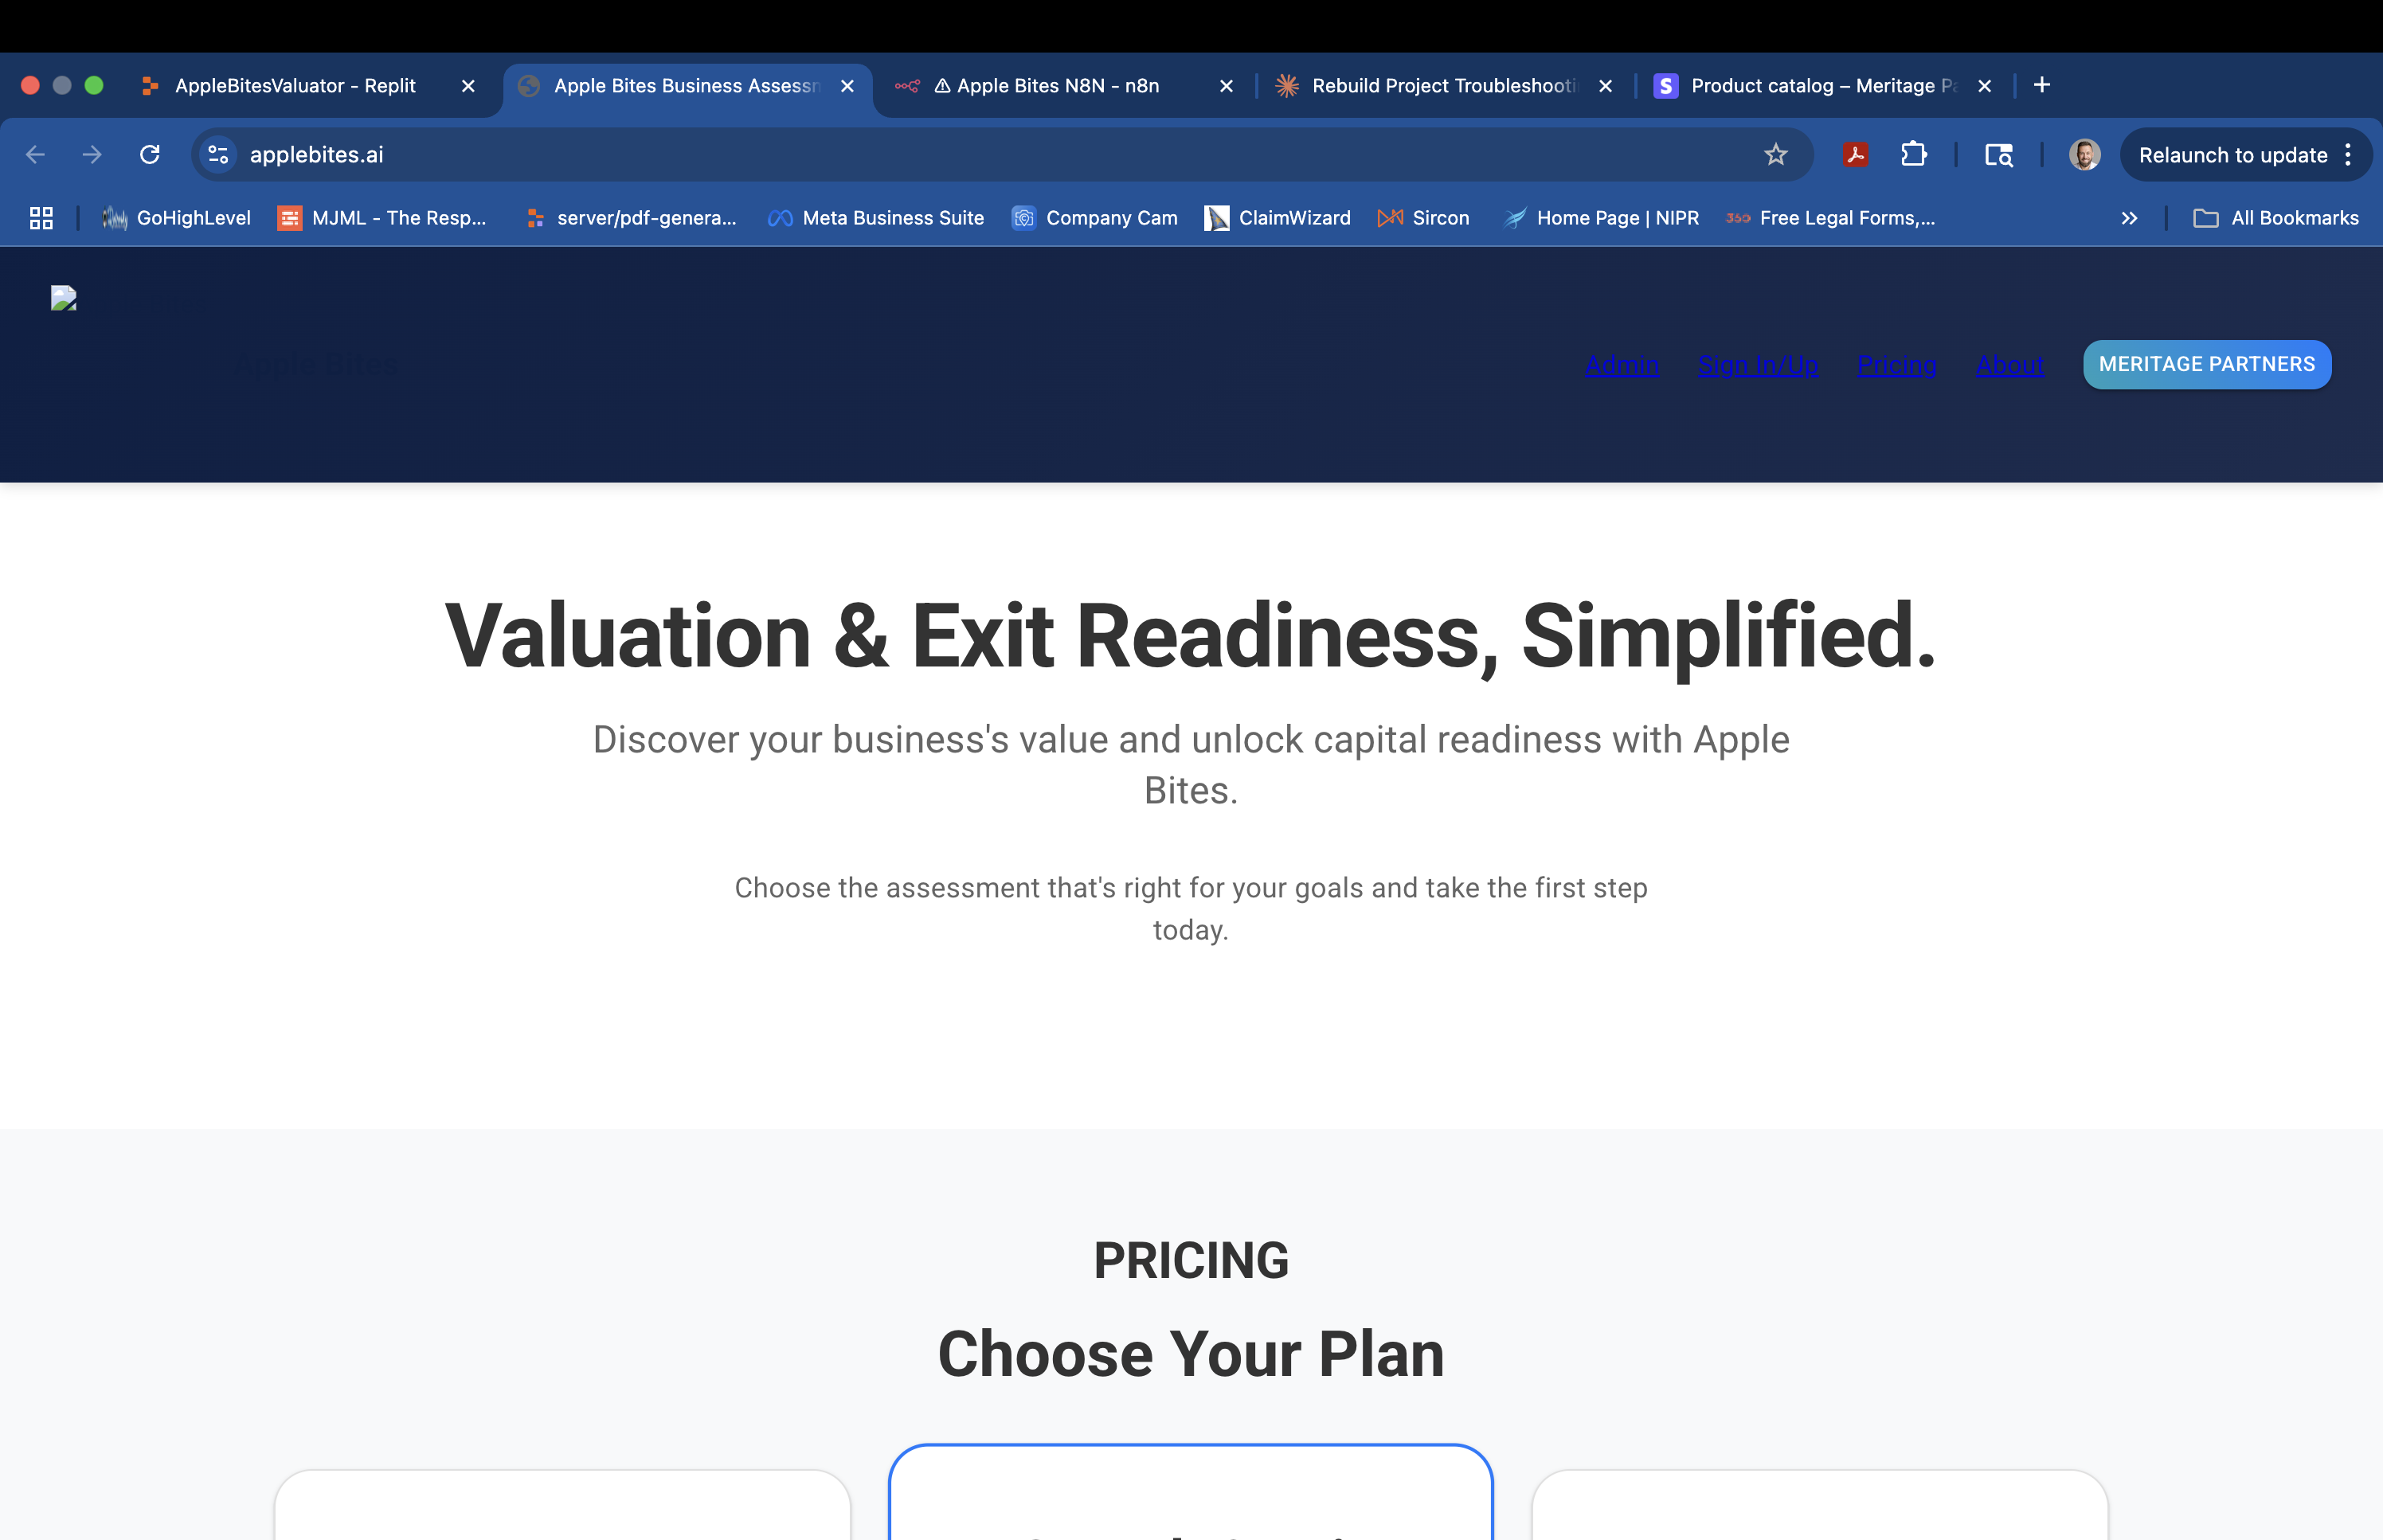 AppleBitesValuator - Replit
Apple Bites Business Assessn
Apple Bites N8N - n8n
Rebuild Project Troubleshooti
Product catalog – Meritage Pa
applebites.ai
Relaunch to update
GoHighLevel
MJML - The Resp...
server/pdf-genera...
Meta Business Suite
Company Cam
ClaimWizard
Sircon
Home Page | NIPR
Free Legal Forms,...
All Bookmarks
Apple Bites
Admin
Sign In/Up
Pricing
About
MERITAGE PARTNERS
Valuation & Exit Readiness, Simplified.
Discover your business's value and unlock capital readiness with Apple
Bites.
Choose the assessment that's right for your goals and take the first step
today.
PRICING
Choose Your Plan